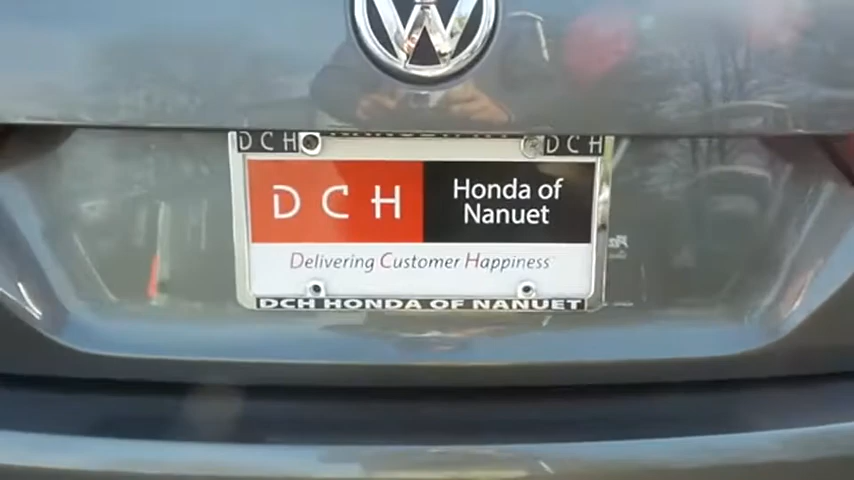 DCH DCH
DCH
Honda of
Nanuet
Delivering Customer Happiness
DCH HONDA OF NANUET